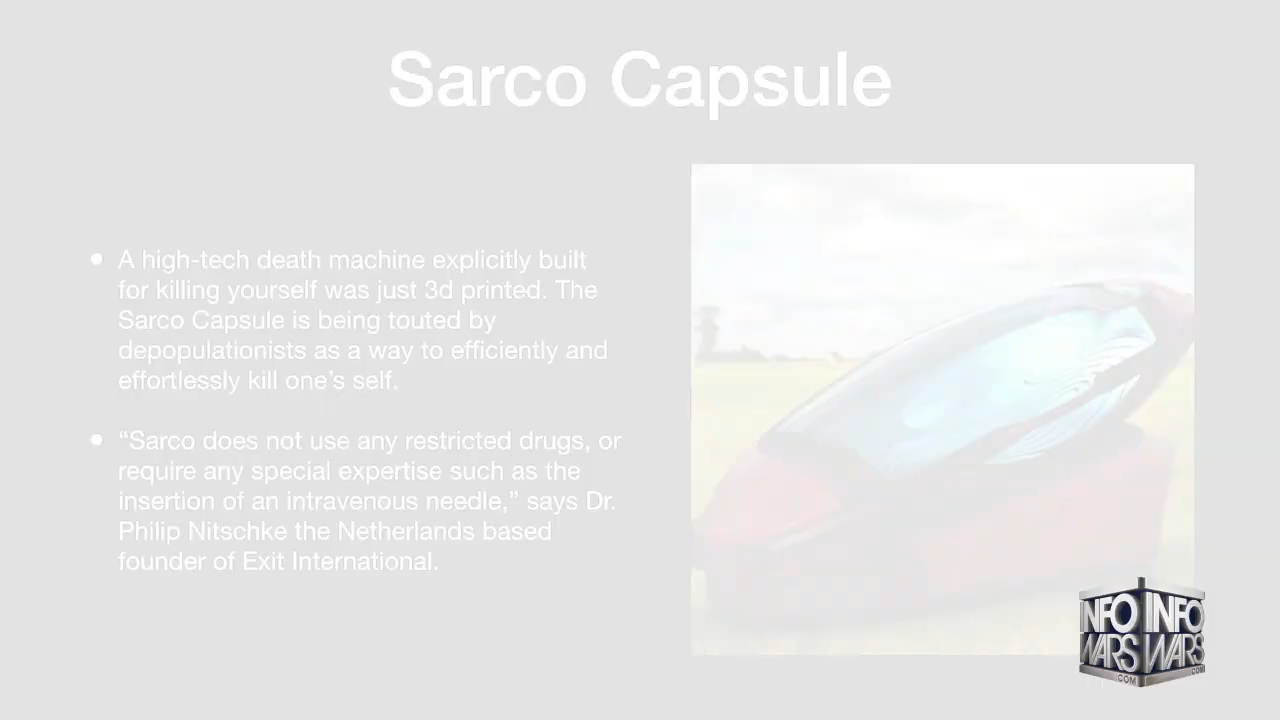 Sarco Capsule
• A high-tech death machine explicitly built
for killing yourself was just 3d printed. The
Sarco Capsule is being touted by
depopulationists as a way to efficiently and
effortlessly kill one's self.
• “Sarco does not use any restricted drugs, or
require any special expertise such as the
insertion of an intravenous needle,” says Dr.
Philip Nitschke the Netherlands based
founder of Exit International.
INFO INFO
WARS WARS
.COM .COM